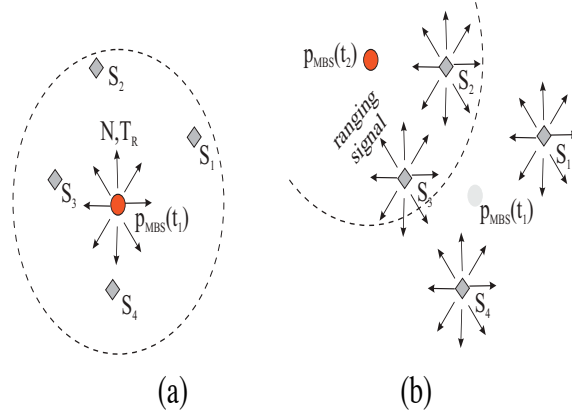 S2
N,TR
S1
S3
pMBS(t1)
S4
(a)
pMBS(t2)
S2
ranging
signal
S1
S3
pMBS(t1)
S4
(b)